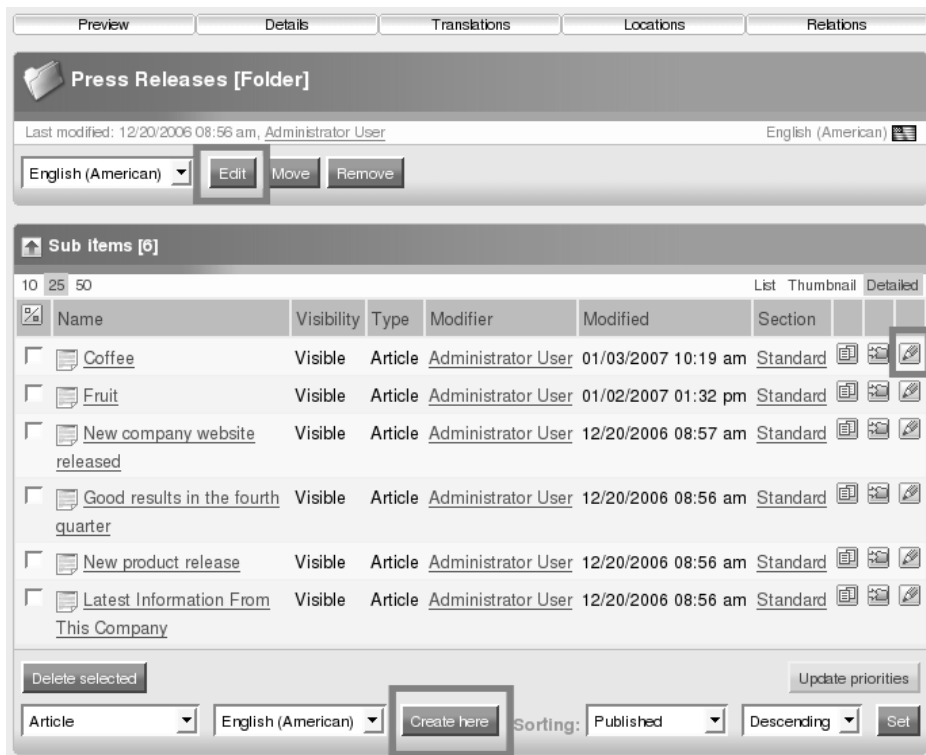 Preview Details Translations Locations Relations
Press Releases [Folder]
Last modified: 12/20/2006 08:56 am, Administrator User English (American)
English (American) Edit Move Remove
Sub items [6]
10 25 50 List Thumbnail Detailed
Name Visibility Type Modifier Modified Section
Coffee Visible Article Administrator User 01/03/2007 10:19 am Standard
Fruit Visible Article Administrator User 01/02/2007 01:32 pm Standard
New company website Visible Article Administrator User 12/20/2006 08:57 am Standard
released
Good results in the fourth Visible Article Administrator User 12/20/2006 08:56 am Standard
quarter
New product release Visible Article Administrator User 12/20/2006 08:56 am Standard
Latest Information From Visible Article Administrator User 12/20/2006 08:56 am Standard
This Company
Delete selected Update priorities
Article English (American) Create here Sorting: Published Descending Set